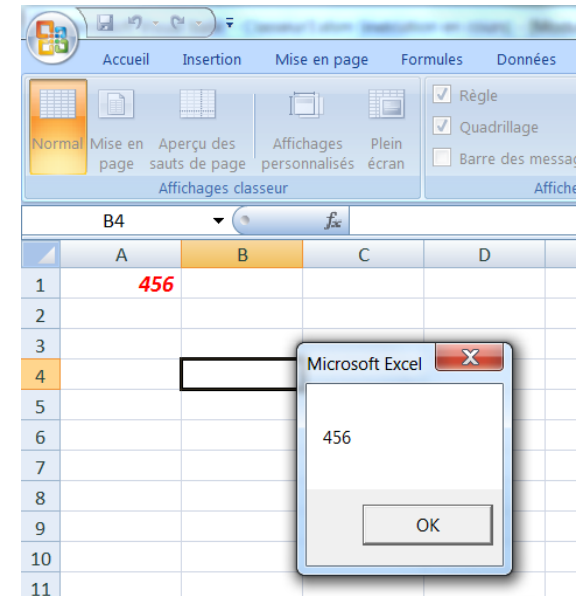 Accueil Insertion Mise en page Formules Données
Normal Mise en page Aperçu des sauts de page Affichages personnalisés Plein écran
Règle
Quadrillage
Barre des messag
Affichages classeur Affiche
B4 fx
A B C D
1 456
2
3
4
5
6
7
8
9
10
11
Microsoft Excel X
456
OK